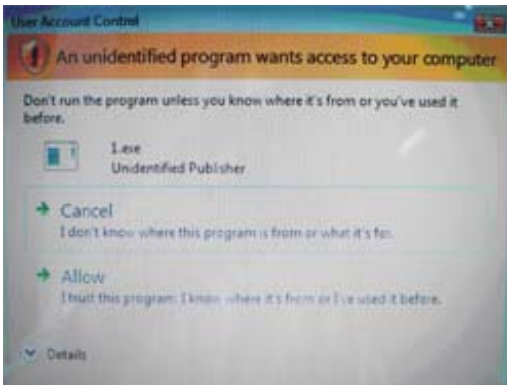 User Account Control
An unidentified program wants access to your computer
Don't run the program unless you know where it's from or you've used it
before.
1.exe
Unidentified Publisher
Cancel
I don't know where this program is from or what it's for.
Allow
I trust this program. I know where it's from or I've used it before.
Details